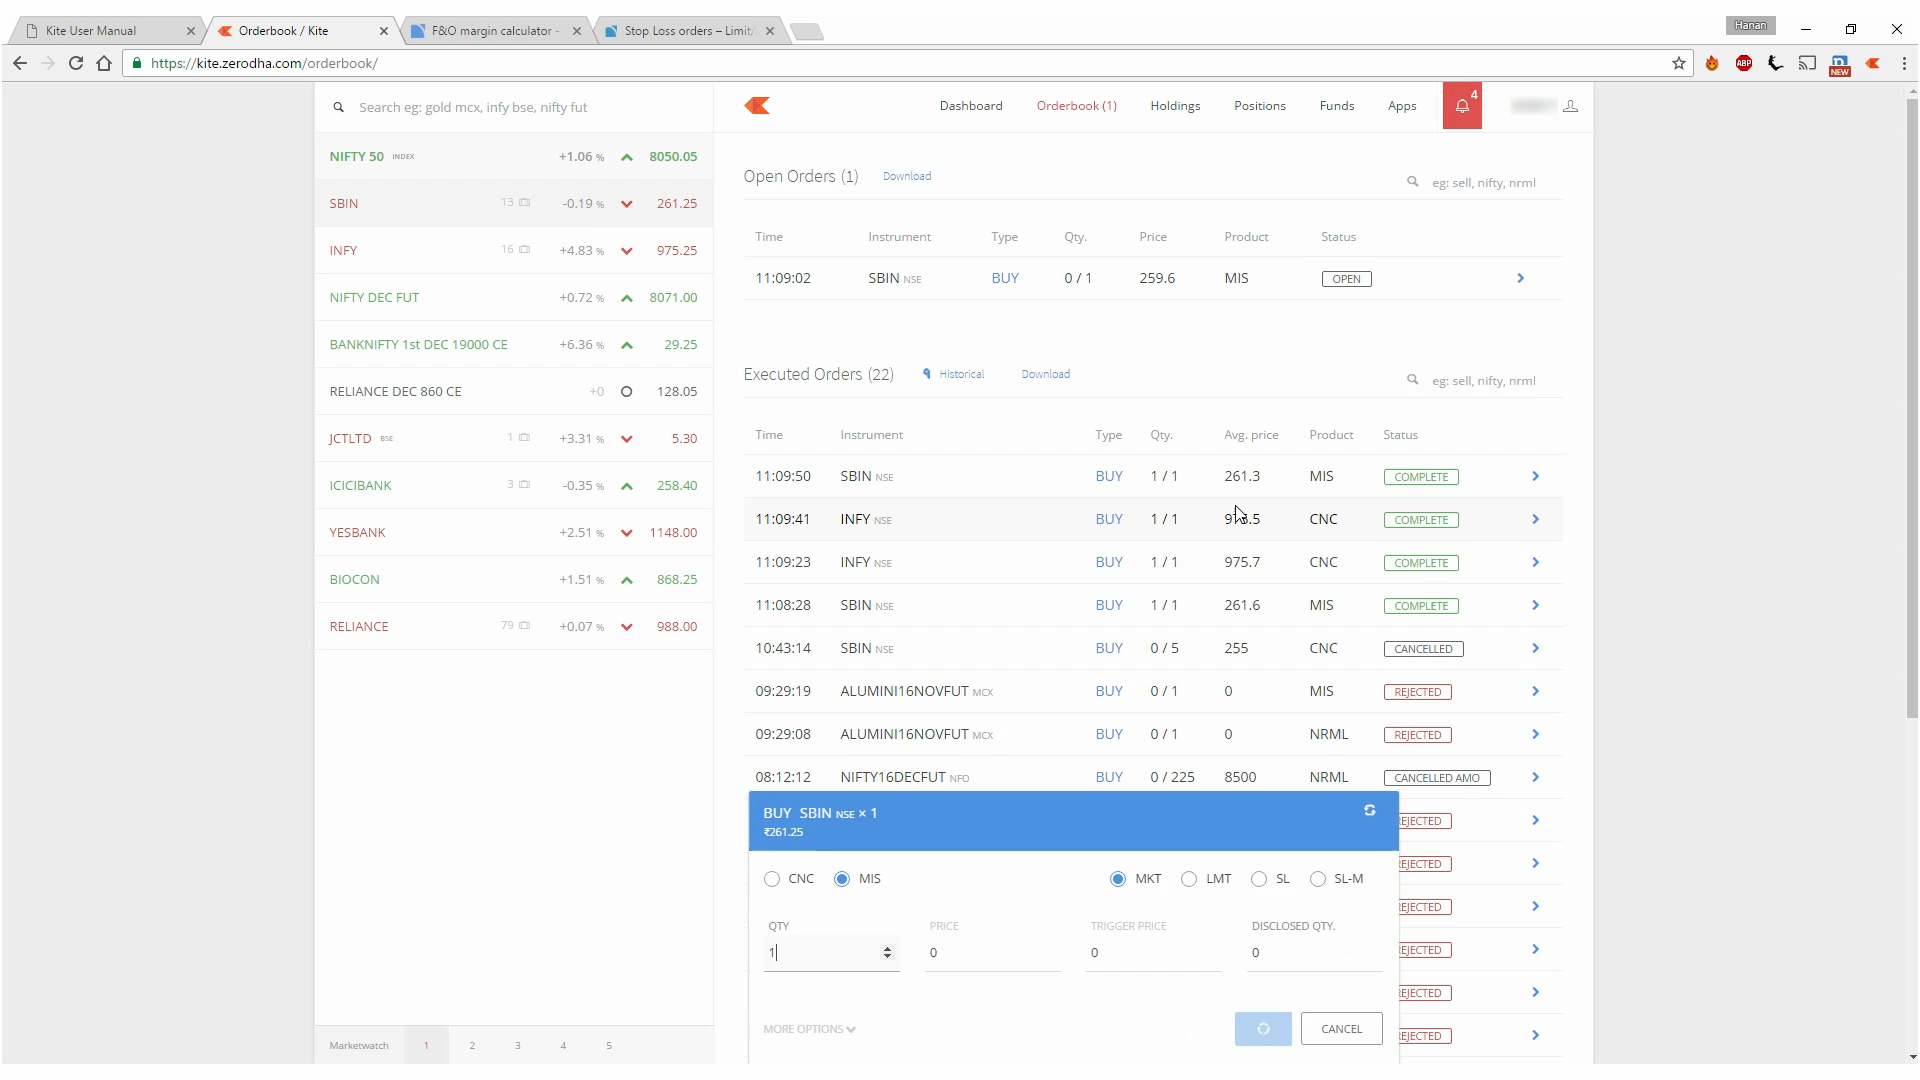 Kite User Manual
Orderbook / Kite
F&O margin calculator -
Stop Loss orders – Limit/
Hanan
https://kite.zerodha.com/orderbook/
ABP
NEW
Search eg: gold mcx, infy bse, nifty fut
Dashboard Orderbook (1) Holdings Positions Funds Apps 4
NIFTY 50 INDEX +1.06 % 8050.05
SBIN 13 -0.19 % 261.25
INFY 16 +4.83 % 975.25
NIFTY DEC FUT +0.72 % 8071.00
BANKNIFTY 1st DEC 19000 CE +6.36 % 29.25
RELIANCE DEC 860 CE +0 128.05
JCTLTD BSE 1 +3.31 % 5.30
ICICIBANK 3 -0.35 % 258.40
YESBANK +2.51 % 1148.00
BIOCON +1.51 % 868.25
RELIANCE 79 +0.07 % 988.00
Marketwatch 1 2 3 4 5
Open Orders (1) Download eg: sell, nifty, nrml
Time Instrument Type Qty. Price Product Status
11:09:02 SBIN NSE BUY 0 / 1 259.6 MIS OPEN
Executed Orders (22) Historical Download eg: sell, nifty, nrml
Time Instrument Type Qty. Avg. price Product Status
11:09:50 SBIN NSE BUY 1 / 1 261.3 MIS COMPLETE
11:09:41 INFY NSE BUY 1 / 1 CNC COMPLETE
11:09:23 INFY NSE BUY 1 / 1 975.7 CNC COMPLETE
11:08:28 SBIN NSE BUY 1 / 1 261.6 MIS COMPLETE
10:43:14 SBIN NSE BUY 0 / 5 255 CNC CANCELLED
09:29:19 ALUMINI16NOVFUT MCX BUY 0 / 1 0 MIS REJECTED
09:29:08 ALUMINI16NOVFUT MCX BUY 0 / 1 0 NRML REJECTED
08:12:12 NIFTY16DECFUT NFO BUY 0 / 225 8500 NRML CANCELLED AMO
BUY SBIN NSE × 1
₹261.25
CNC MIS MKT LMT SL SL-M
QTY PRICE TRIGGER PRICE DISCLOSED QTY.
1 0 0 0
MORE OPTIONS CANCEL
EJECTED
EJECTED
EJECTED
EJECTED
EJECTED
EJECTED